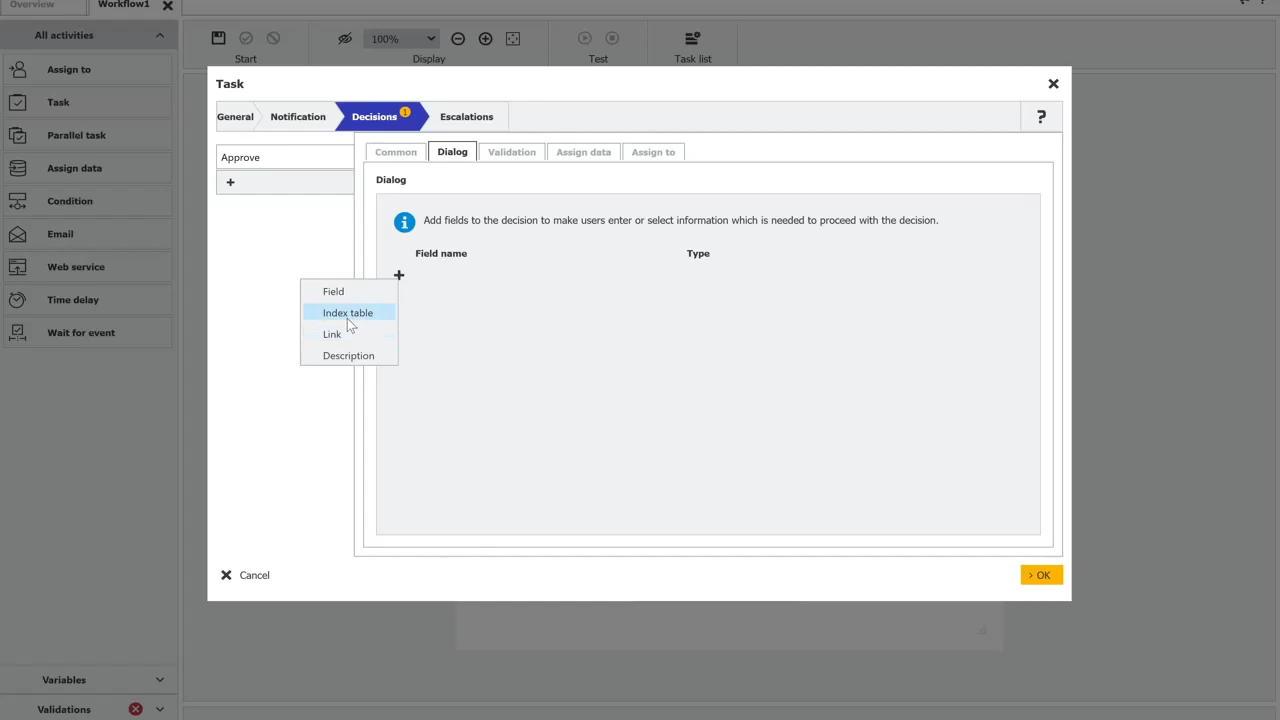 Overview
Workflow1
All activities
Assign to
Task
Parallel task
Assign data
Condition
Email
Web service
Time delay
Wait for event
Variables
Validations
Start
100%
Display
Test
Task list
Task
General
Notification
Decisions 1
Escalations
?
Approve
+
Common
Dialog
Validation
Assign data
Assign to
Dialog
Add fields to the decision to make users enter or select information which is needed to proceed with the decision.
Field name
Type
+
Field
Index table
Link
Description
Cancel
> OK